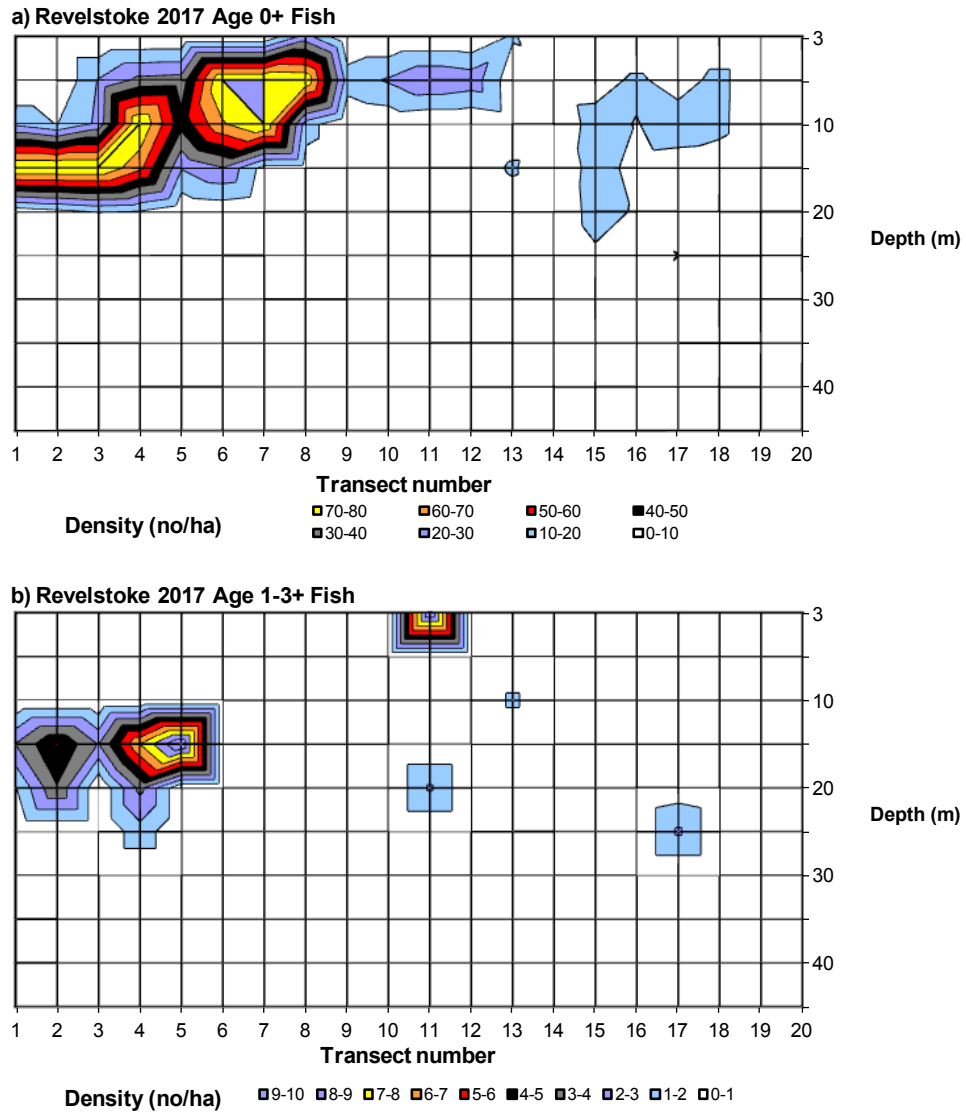 a) Revelstoke 2017 Age 0+ Fish
3
10
20
Depth (m)
30
40
1 2 3 4 5 6 7 8 9 10 11 12 13 14 15 16 17 18 19 20
Transect number
Density (no/ha)
70-80 60-70 50-60 40-50
30-40 20-30 10-20 0-10
b) Revelstoke 2017 Age 1-3+ Fish
3
10
20
Depth (m)
30
40
1 2 3 4 5 6 7 8 9 10 11 12 13 14 15 16 17 18 19 20
Transect number
Density (no/ha) 9-10 8-9 7-8 6-7 5-6 4-5 3-4 2-3 1-2 0-1